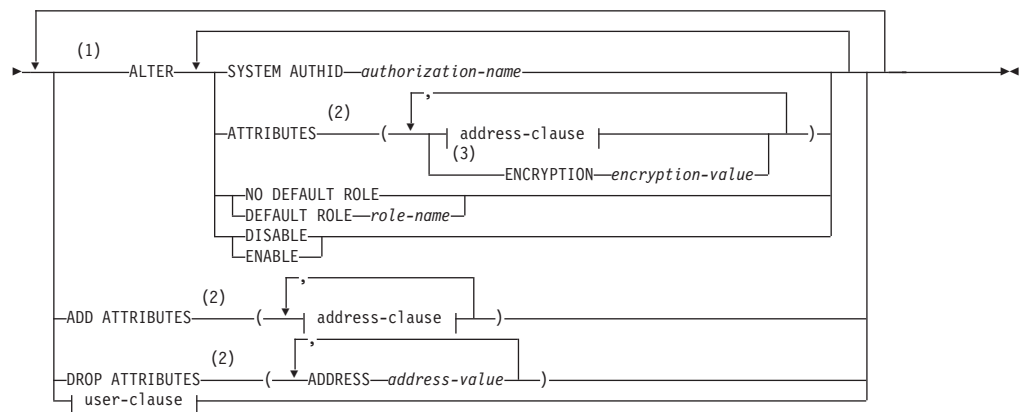 (1)
ALTER SYSTEM AUTHID authorization-name
,
(2)
ATTRIBUTES ( address-clause )
(3)
ENCRYPTION encryption-value
NO DEFAULT ROLE
DEFAULT ROLE role-name
DISABLE
ENABLE
,
(2)
ADD ATTRIBUTES ( address-clause )
,
(2)
DROP ATTRIBUTES ( ADDRESS address-value )
user-clause